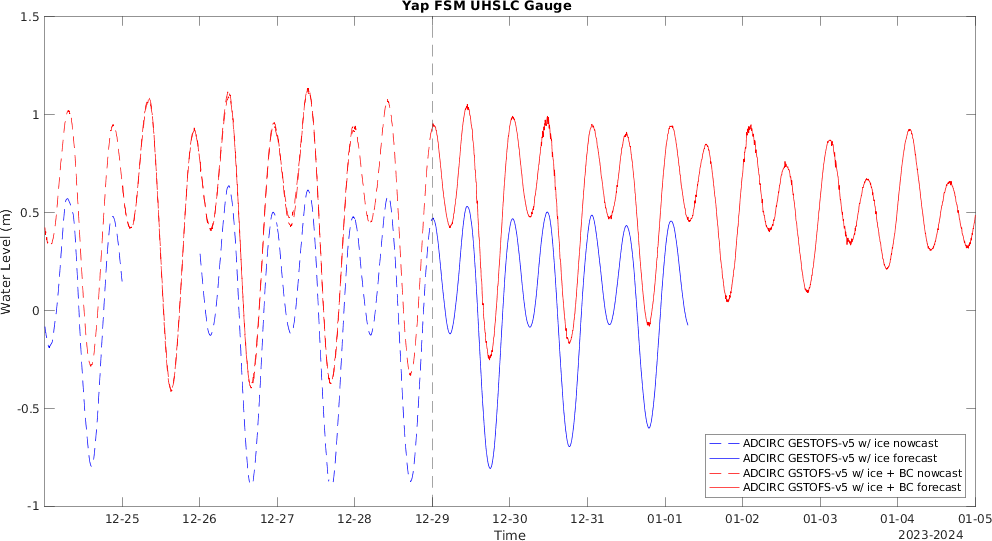 Yap FSM UHSLC Gauge
1.5
1
0.5
0
-0.5
-1
Water Level (m)
ADCIRC GESTOFS-v5 w/ ice nowcast
ADCIRC GESTOFS-v5 w/ ice forecast
ADCIRC GSTOFS-v5 w/ ice + BC nowcast
ADCIRC GSTOFS-v5 w/ ice + BC forecast
12-25 12-26 12-27 12-28 12-29 12-30 12-31 01-01 01-02 01-03 01-04 01-05
Time
2023-2024